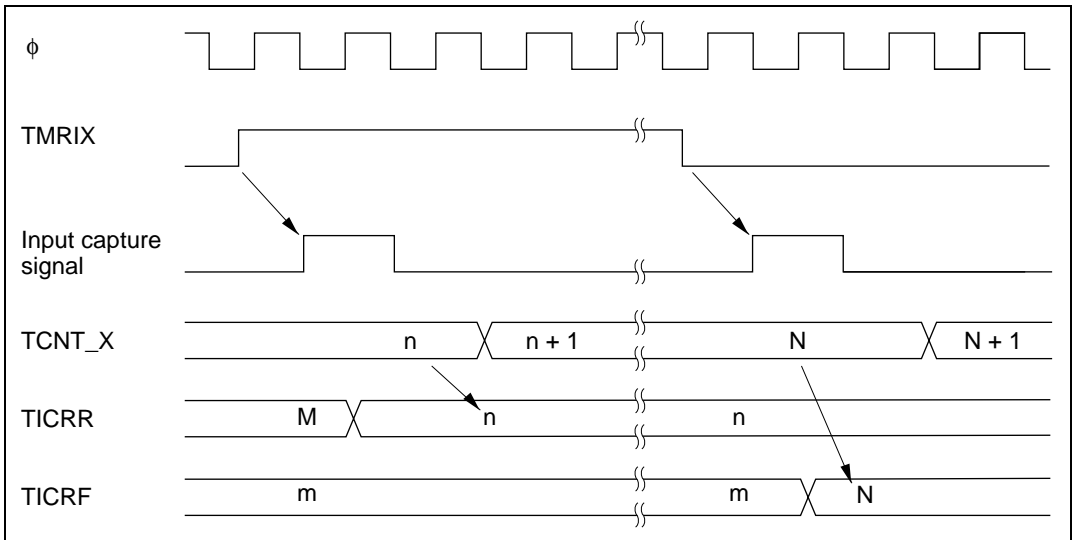 ϕ
TMRIX
Input capture
signal
TCNT_X n n + 1 N N + 1
TICRR M n n
TICRF m m N